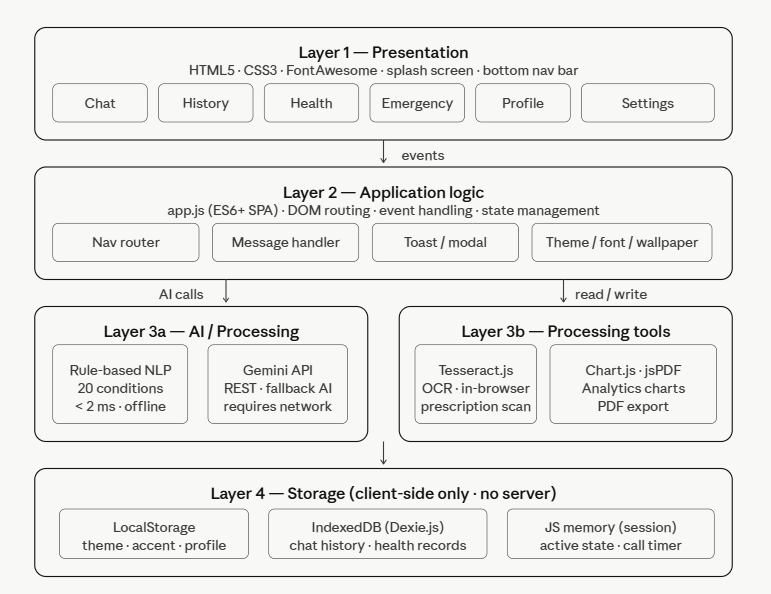 Layer 1 — Presentation
HTML5 · CSS3 · FontAwesome · splash screen · bottom nav bar
Chat
History
Health
Emergency
Profile
Settings
events
Layer 2 — Application logic
app.js (ES6+ SPA) · DOM routing · event handling · state management
Nav router
Message handler
Toast / modal
Theme / font / wallpaper
AI calls
read / write
Layer 3a — AI / Processing
Rule-based NLP
20 conditions
< 2 ms · offline
Gemini API
REST · fallback AI
requires network
Layer 3b — Processing tools
Tesseract.js
OCR · in-browser
prescription scan
Chart.js · jsPDF
Analytics charts
PDF export
Layer 4 — Storage (client-side only · no server)
LocalStorage
theme · accent · profile
IndexedDB (Dexie.js)
chat history · health records
JS memory (session)
active state · call timer